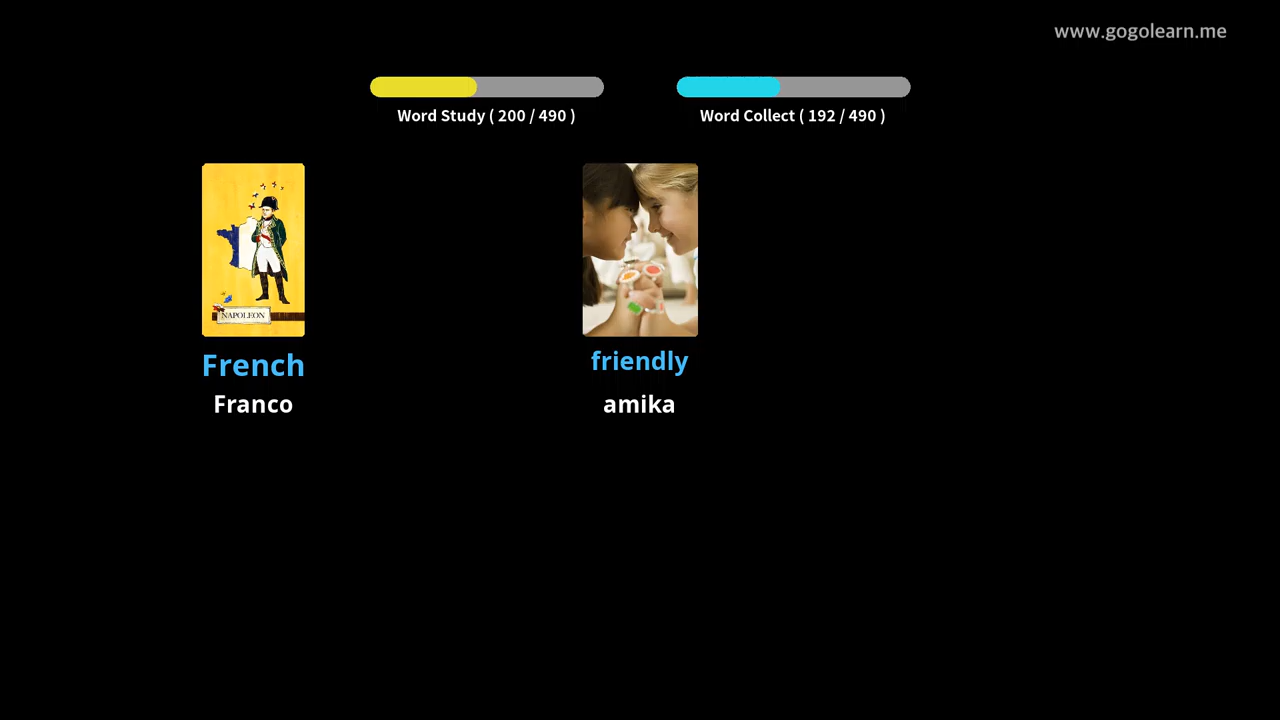 www.gogolearn.me
Word Study ( 200 / 490 )
Word Collect ( 192 / 490 )
NAPOLEON
French
Franco
friendly
amika